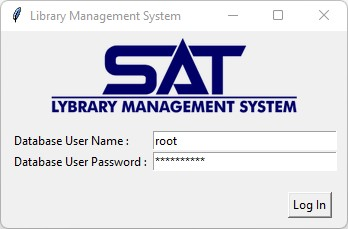 Library Management System
SAT
LYBRARY MANAGEMENT SYSTEM
Database User Name : root
Database User Password : **********
Log In